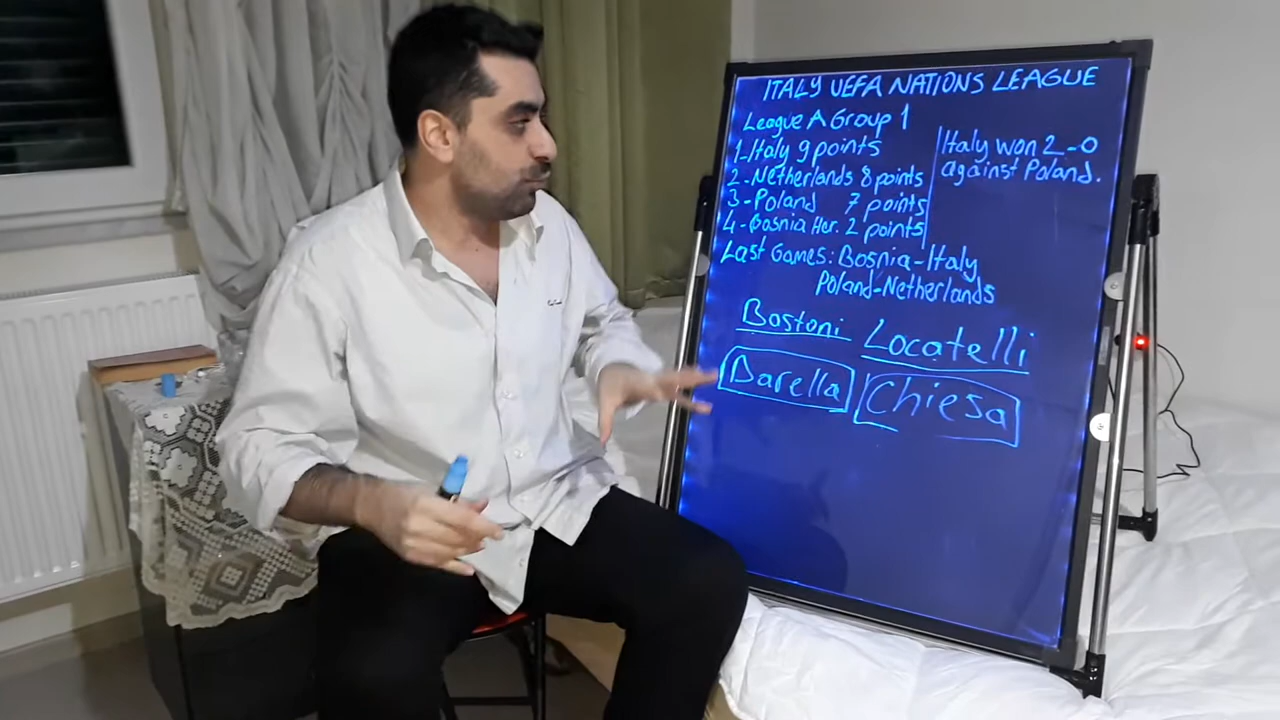 ITALY UEFA NATIONS LEAGUE
League A Group 1
1-Italy 9 points
2-Netherlands 8 points
3-Poland 7 points
4-Bosnia Her. 2 points
Italy won 2-0
against Poland.
Last Games: Bosnia-Italy
Poland-Netherlands
Bastoni Locatelli
Barella Chiesa